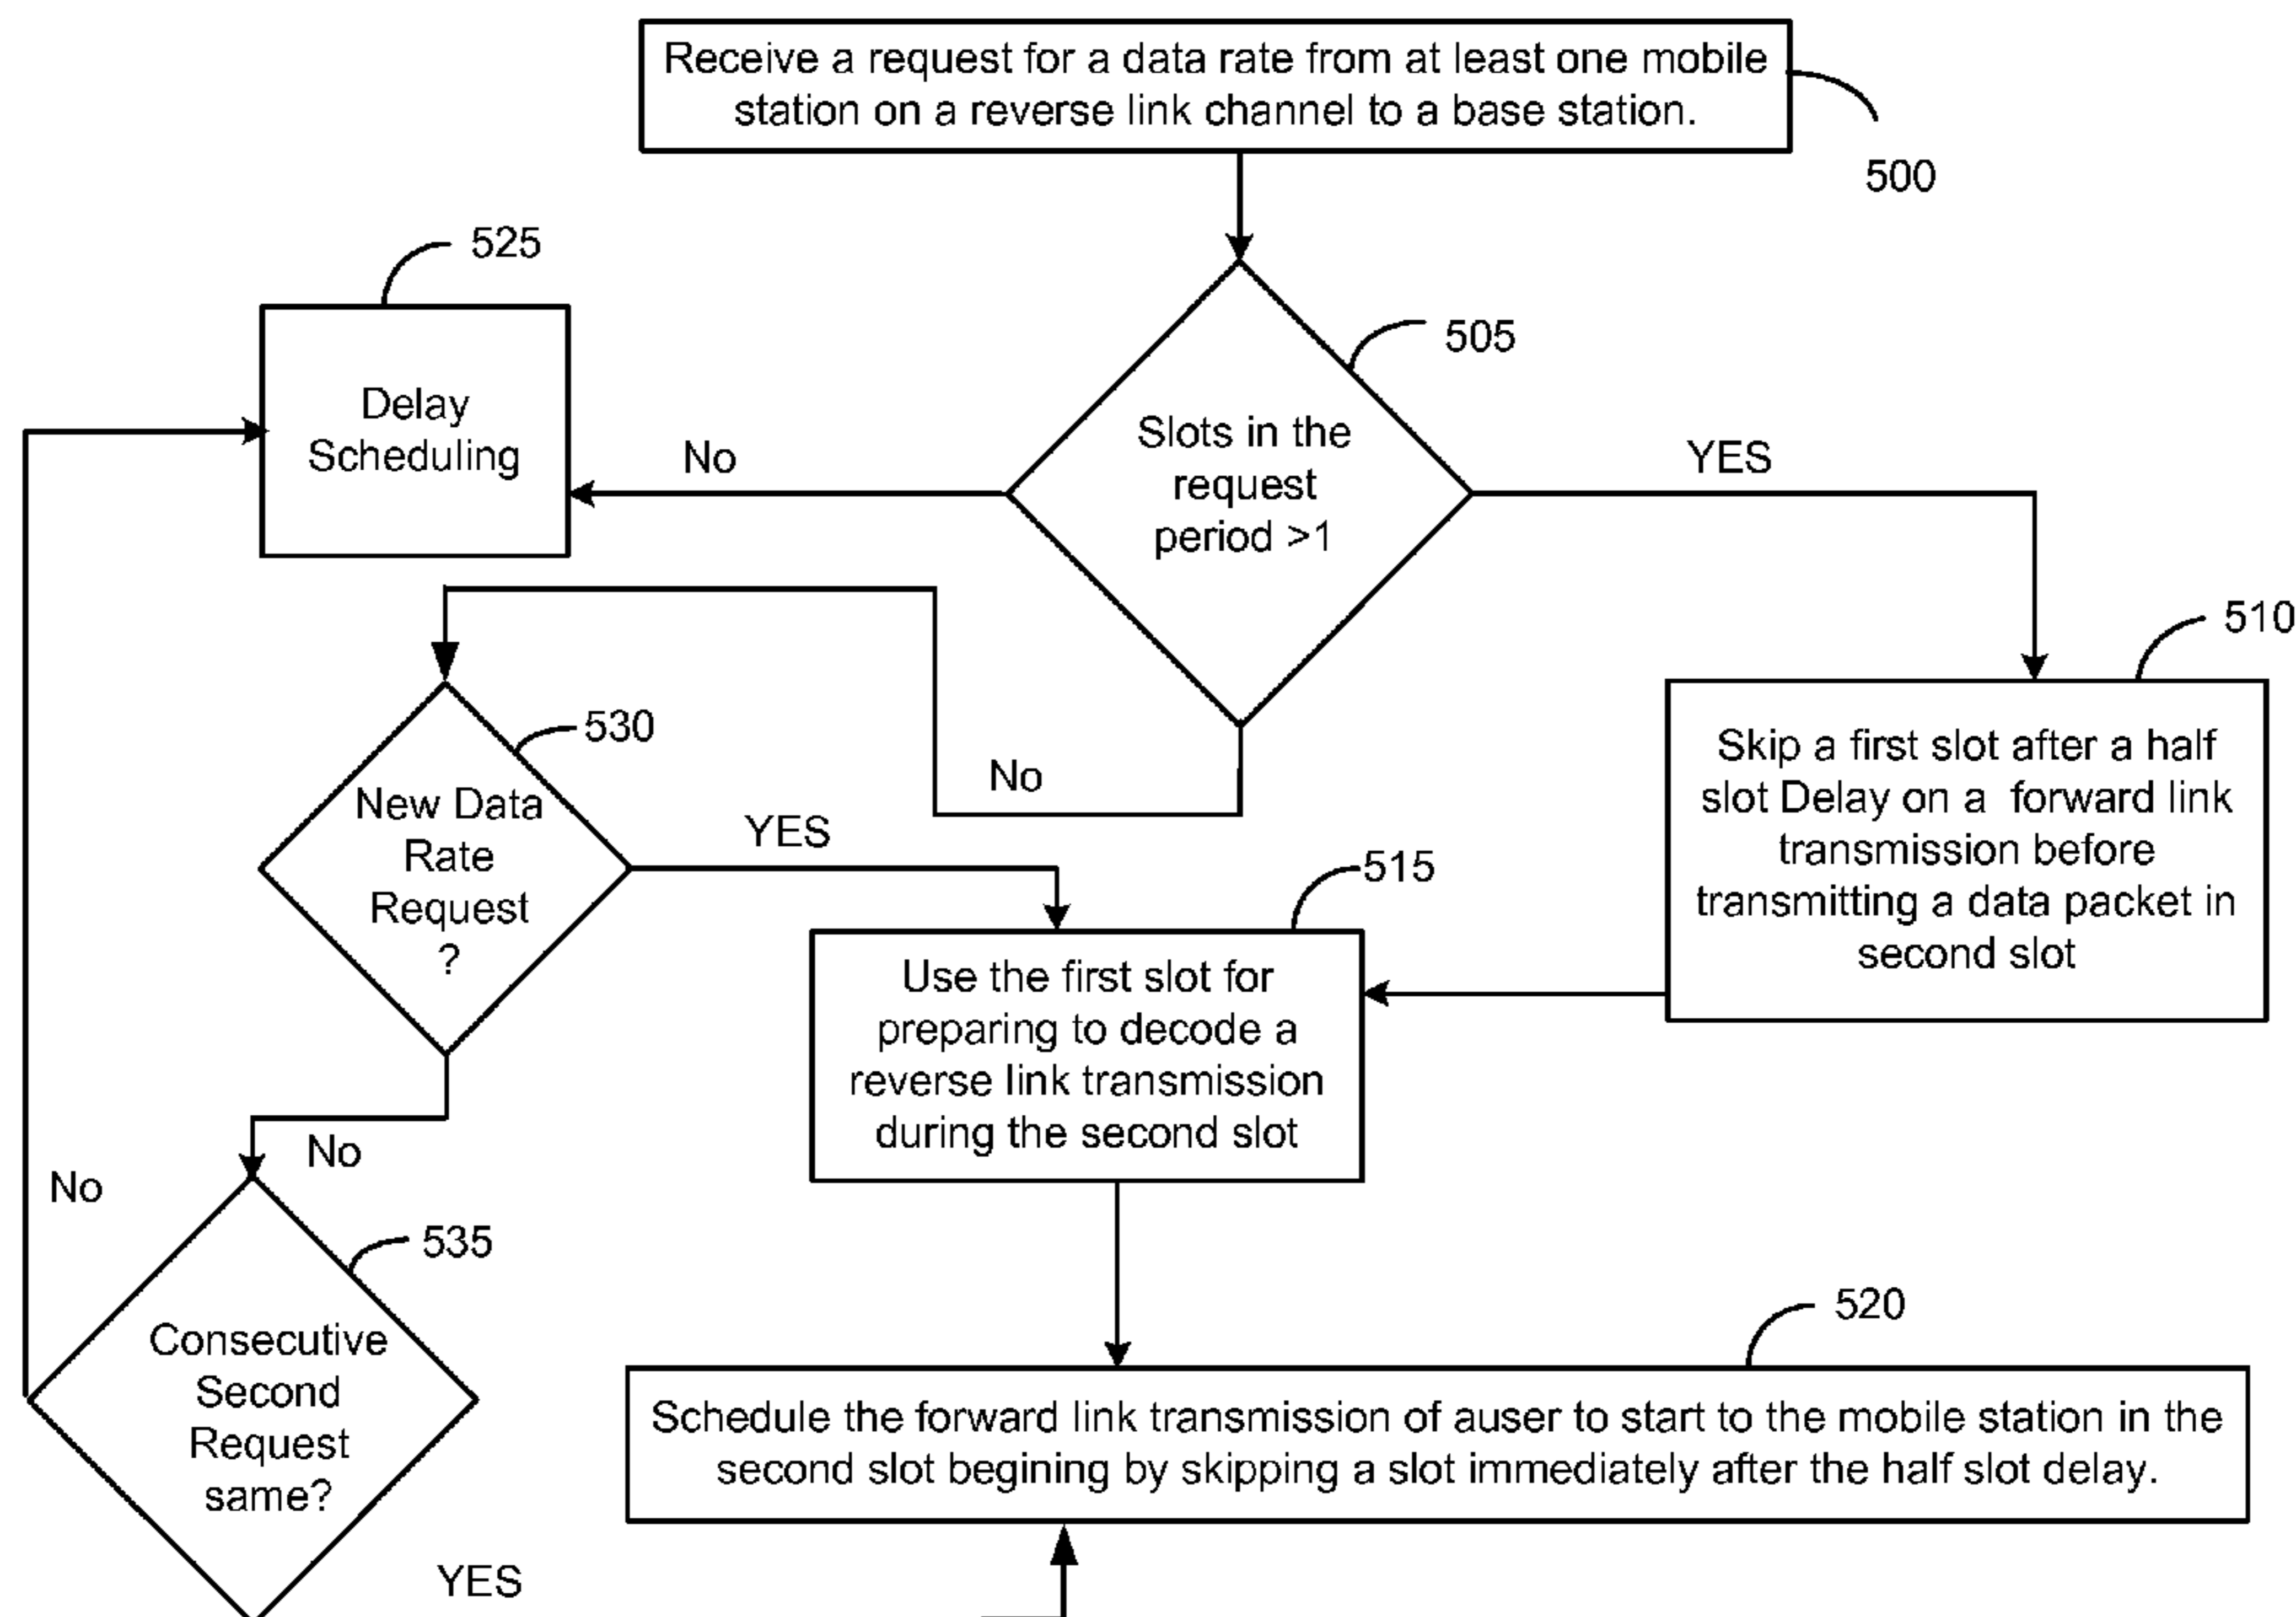 Receive a request for a data rate from at least one mobile
station on a reverse link channel to a base station.
500
525
Delay
Scheduling
No
505
Slots in the
request
period >1
YES
510
Skip a first slot after a half
slot Delay on a forward link
transmission before
transmitting a data packet in
second slot
530
New Data
Rate
Request
?
No
YES
515
Use the first slot for
preparing to decode a
reverse link transmission
during the second slot
No
No
535
Consecutive
Second
Request
same?
YES
520
Schedule the forward link transmission of auser to start to the mobile station in the
second slot begining by skipping a slot immediately after the half slot delay.